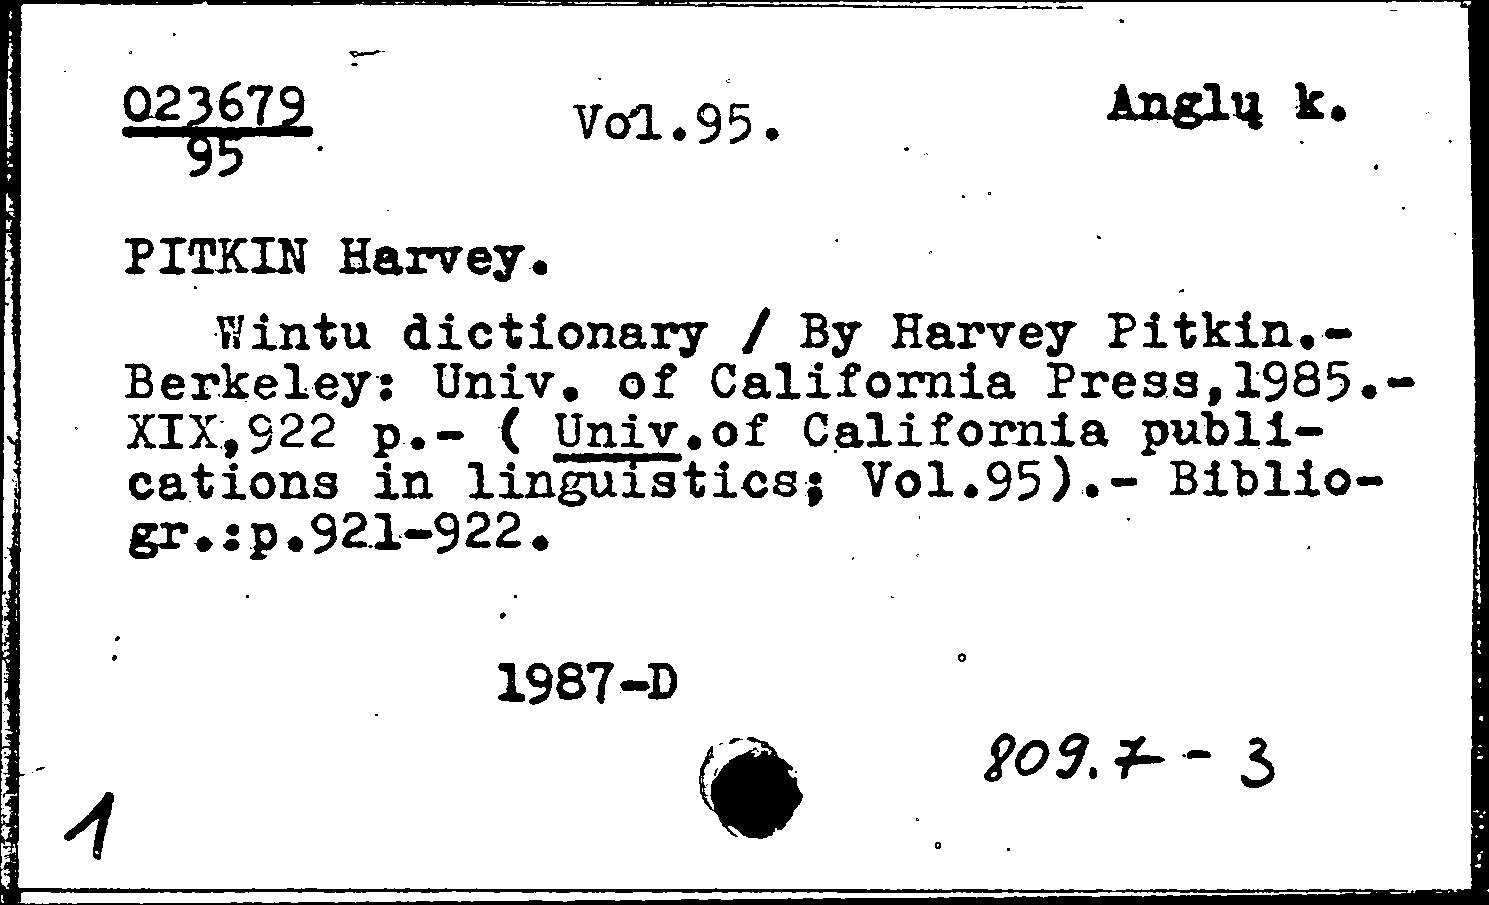 023679 Vol.95. Anglų k.
95
PITKIN Harvey.
Wintu dictionary / By Harvey Pitkin.-
Berkeley: Univ. of California Press,1985.-
XIX,922 p.- ( Univ.of California publi-
cations in linguistics; Vol.95).- Biblio-
gr.:p.921-922.
1987-D
809.7 - 3
1